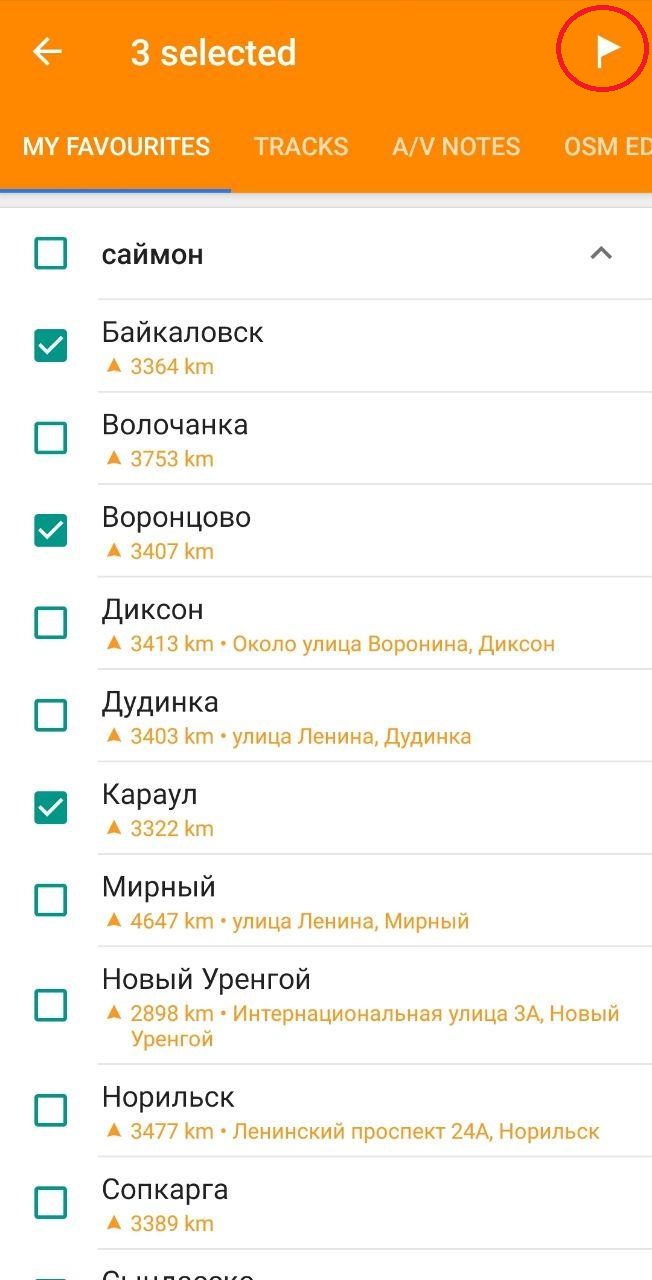 3 selected
MY FAVOURITES TRACKS A/V NOTES OSM ED
саймон
Байкаловск
3364 km
Волочанка
3753 km
Воронцово
3407 km
Диксон
3413 km • Около улица Воронина, Диксон
Дудинка
3403 km • улица Ленина, Дудинка
Караул
3322 km
Мирный
4647 km • улица Ленина, Мирный
Новый Уренгой
2898 km • Интернациональная улица 3А, Новый
Уренгой
Норильск
3477 km • Ленинский проспект 24А, Норильск
Сопкарга
3389 km